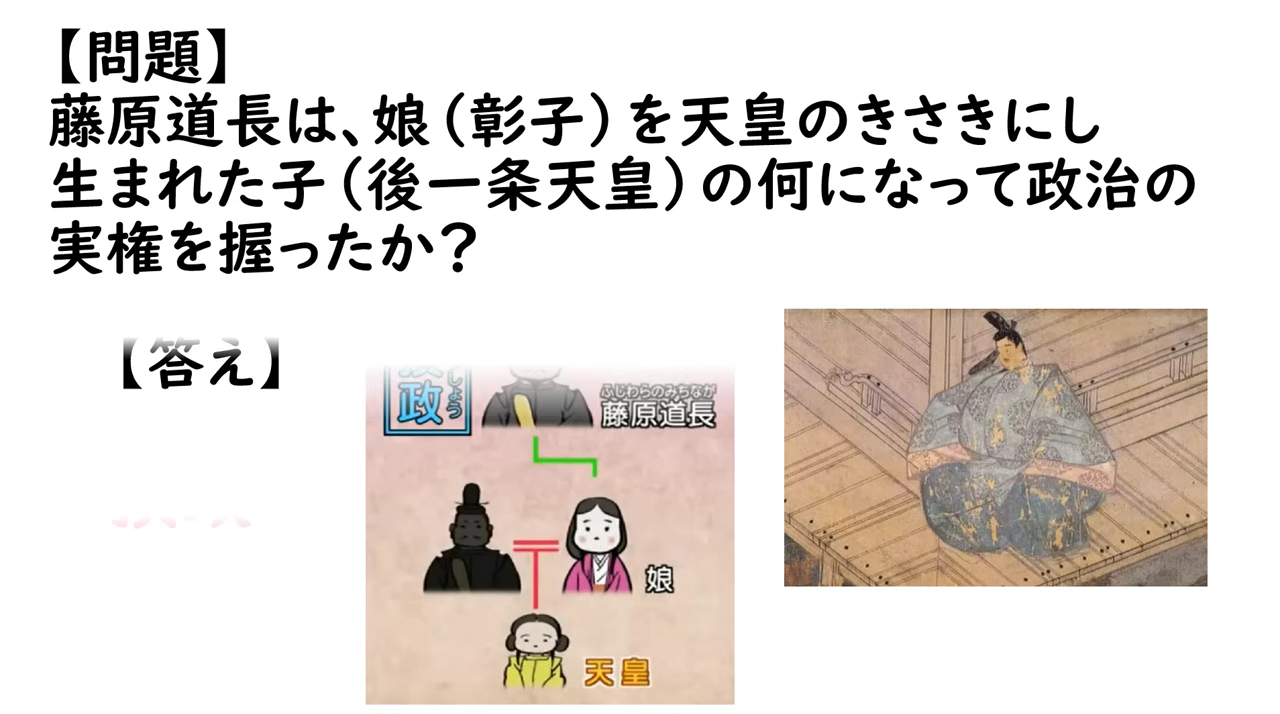 【問題】
藤原道長は、娘（彰子）を天皇のきさきにし
生まれた子（後一条天皇）の何になって政治の
実権を握ったか？
【答え】
政
しょう
ふじわらのみちなが
藤原道長
娘
天皇